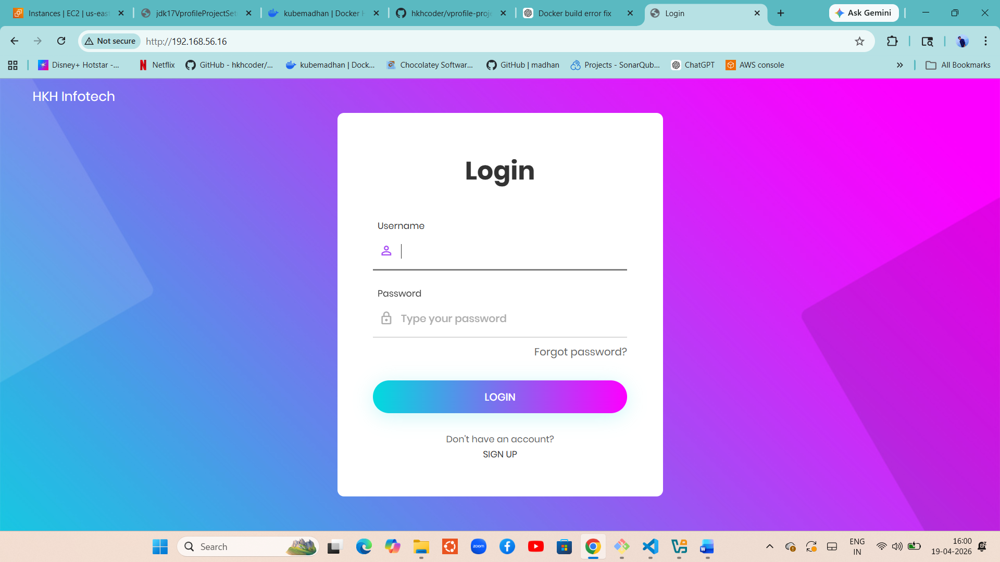 Instances | EC2 | us-east
jdk17VprofileProjectSet
kubemadhan | Docker H
hkhcoder/vprofile-proje
Docker build error fix
Login
Ask Gemini
Not secure
http://192.168.56.16
Disney+ Hotstar -...
Netflix
GitHub - hkhcoder/...
kubemadhan | Dock...
Chocolatey Softwar...
GitHub | madhan
Projects - SonarQub...
ChatGPT
AWS console
All Bookmarks
HKH Infotech
Login
Username
Password
Type your password
Forgot password?
LOGIN
Don't have an account?
SIGN UP
Search
zoom
W
ENG
IN
16:00
19-04-2026